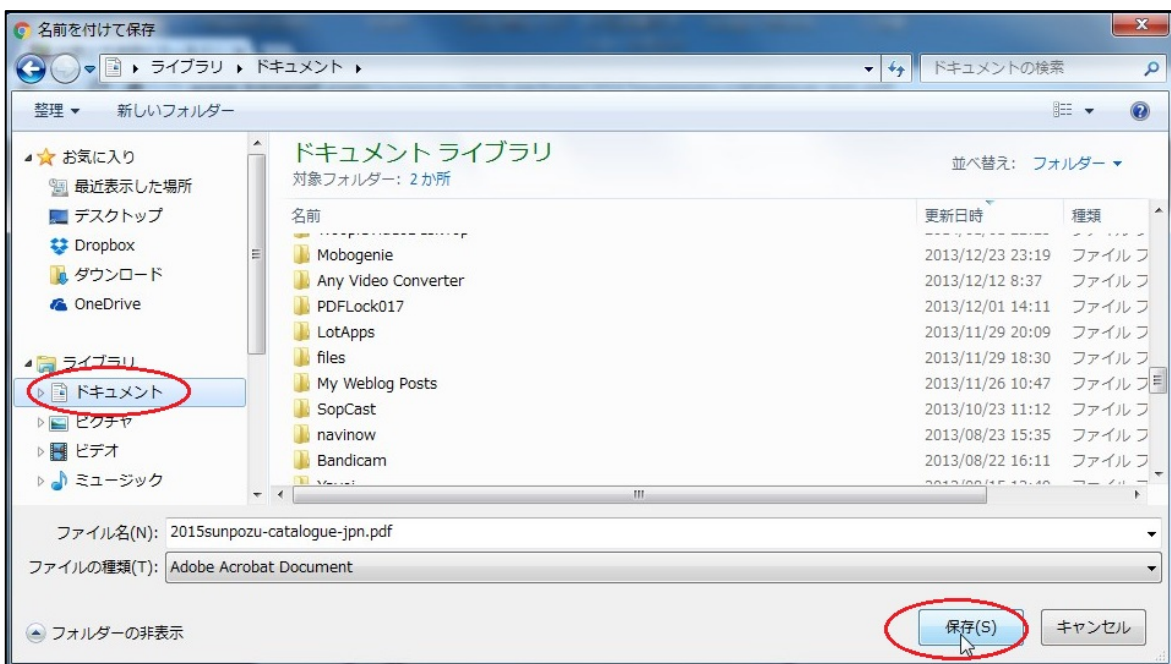 名前を付けて保存
ライブラリ ドキュメント
ドキュメントの検索
整理 新しいフォルダー
お気に入り
最近表示した場所
デスクトップ
Dropbox
ダウンロード
OneDrive
ライブラリ
ドキュメント
ピクチャ
ビデオ
ミュージック
ドキュメント ライブラリ
対象フォルダー: 2 か所
並べ替え: フォルダー
名前 更新日時 種類
Mobogenie 2013/12/23 23:19 ファイル フ
Any Video Converter 2013/12/12 8:37 ファイル フ
PDFLock017 2013/12/01 14:11 ファイル フ
LotApps 2013/11/29 20:09 ファイル フ
files 2013/11/29 18:30 ファイル フ
My Weblog Posts 2013/11/26 10:47 ファイル フ
SopCast 2013/10/23 11:12 ファイル フ
navinow 2013/08/23 15:35 ファイル フ
Bandicam 2013/08/22 16:11 ファイル フ
ファイル名(N): 2015sunpozu-catalogue-jpn.pdf
ファイルの種類(T): Adobe Acrobat Document
フォルダーの非表示
保存(S) キャンセル